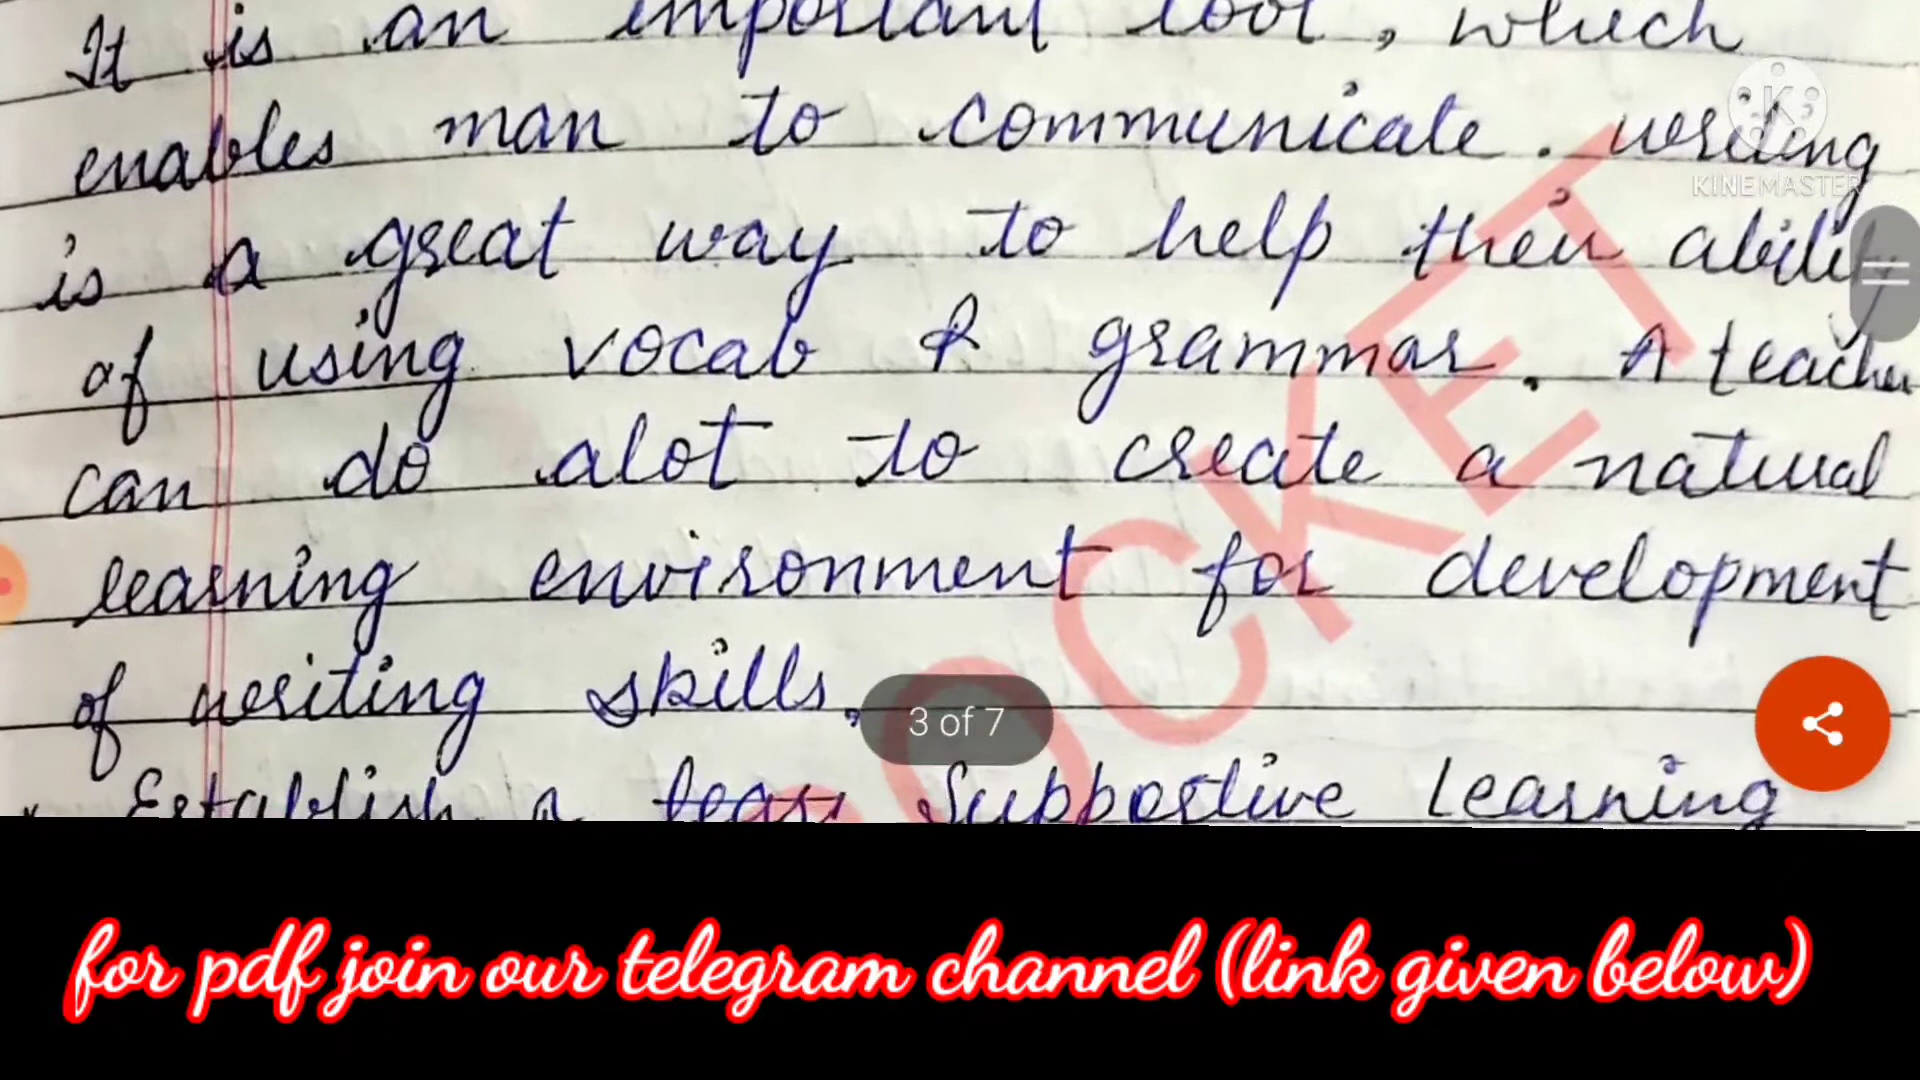 It is an important tool, which
enables man to communicate. writing
is a great way to help their ability
of using vocab & grammar. A teacher
can do alot to create a natural
learning environment for development
of writing skills.
Establish a Supportive Learning
3 of 7
KINEMASTER
OCKET
for pdf join our telegram channel (link given below)